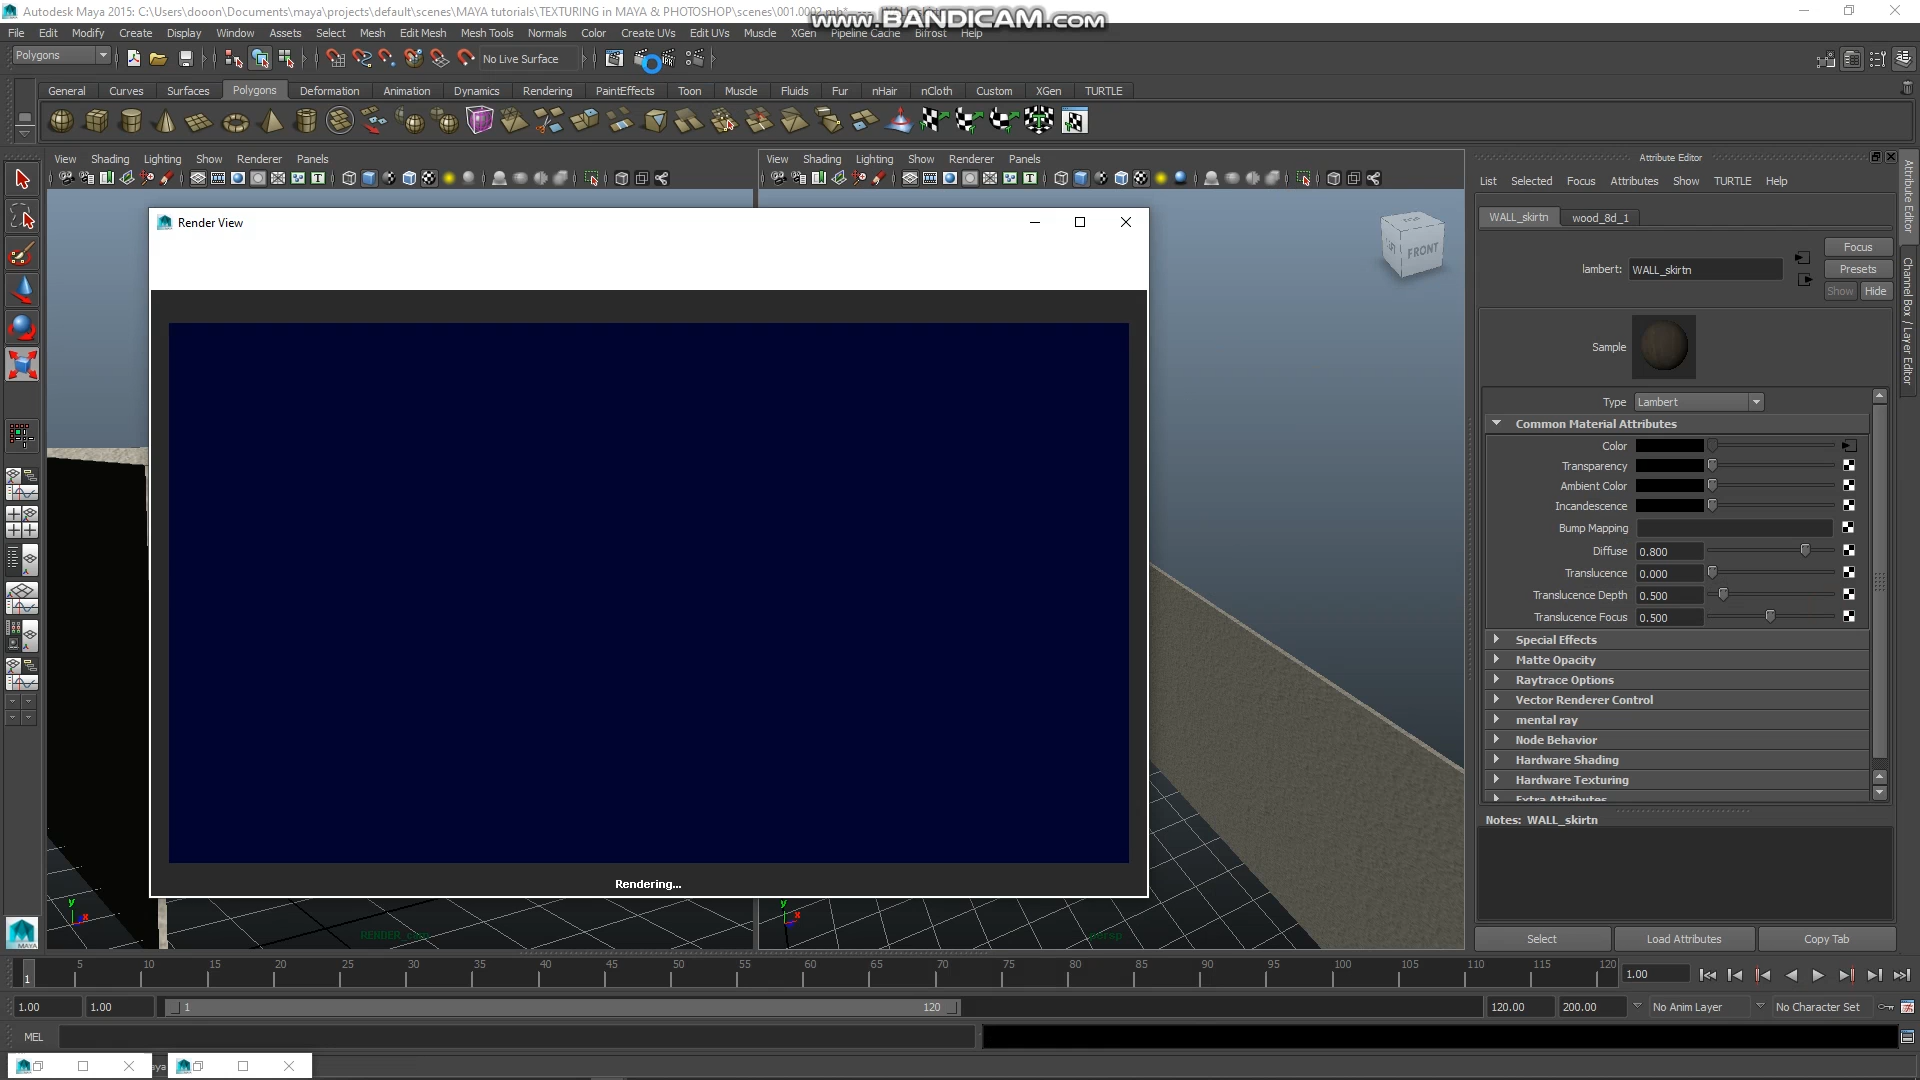 Autodesk Maya 2015: C:\Users\dooon\Documents\maya\projects\default\scenes\MAYA tutorials\TEXTURING in MAYA & PHOTOSHOP\scenes\001.0002.mb*
www.BANDICAM.com
File Edit Modify Create Display Window Assets Select Mesh Edit Mesh Mesh Tools Normals Color Create UVs Edit UVs Muscle XGen Pipeline Cache Bifrost Help
Polygons No Live Surface
General Curves Surfaces Polygons Deformation Animation Dynamics Rendering PaintEffects Toon Muscle Fluids Fur nHair nCloth Custom XGen TURTLE
View Shading Lighting Show Renderer Panels
View Shading Lighting Show Renderer Panels
Render View
FRONT
Rendering...
RENDER_cam
persp
y
x
y
x
Attribute Editor
List Selected Focus Attributes Show TURTLE Help
WALL_skirtn wood_8d_1
Focus
lambert: WALL_skirtn
Presets
Show Hide
Sample
Type Lambert
Common Material Attributes
Color
Transparency
Ambient Color
Incandescence
Bump Mapping
Diffuse 0.800
Translucence 0.000
Translucence Depth 0.500
Translucence Focus 0.500
Special Effects
Matte Opacity
Raytrace Options
Vector Renderer Control
mental ray
Node Behavior
Hardware Shading
Hardware Texturing
Extra Attributes
Notes: WALL_skirtn
Select Load Attributes Copy Tab
Attribute Editor
Channel Box / Layer Editor
MAYA
1 5 10 15 20 25 30 35 40 45 50 55 60 65 70 75 80 85 90 95 100 105 110 115 120 1.00
1.00 1.00 1 120 120.00 200.00 No Anim Layer No Character Set
MEL
aya